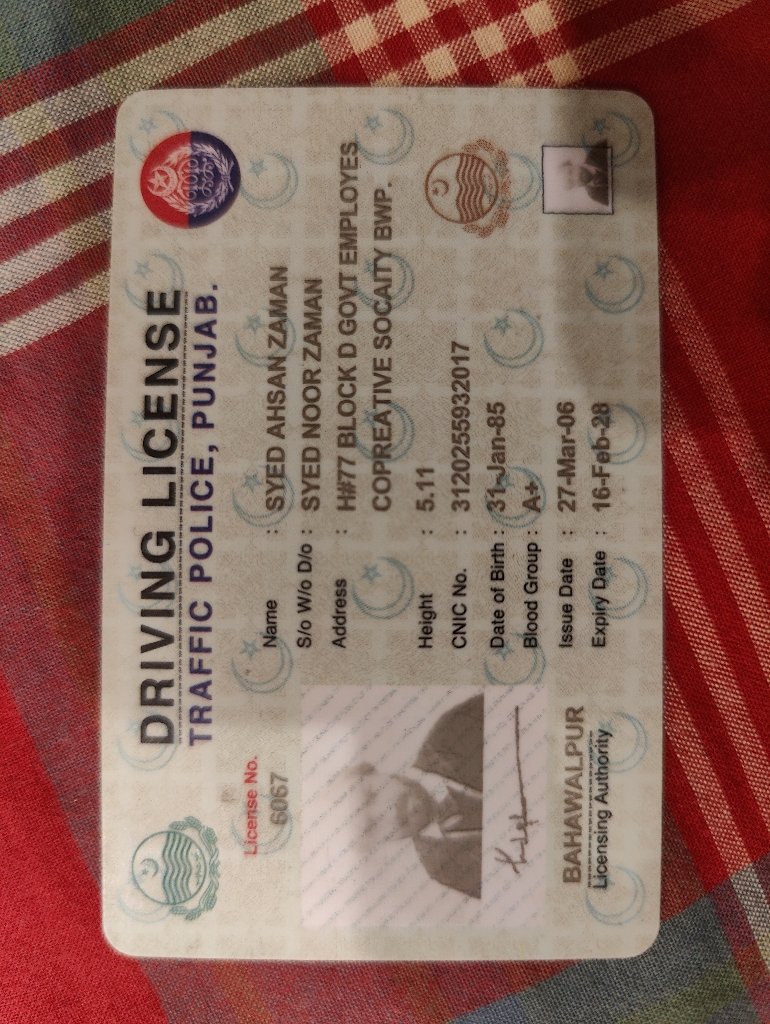 DRIVING LICENSE
TRAFFIC POLICE, PUNJAB.
License No.
6067
Name : SYED AHSAN ZAMAN
S/o W/o D/o : SYED NOOR ZAMAN
Address : H#77 BLOCK D GOVT EMPLOYES
COPREATIVE SOCAITY BWP.
Height : 5.11
CNIC No. : 3120255932017
Date of Birth : 31-Jan-85
Blood Group : A+
Issue Date : 27-Mar-06
Expiry Date : 16-Feb-28
BAHAWALPUR
Licensing Authority